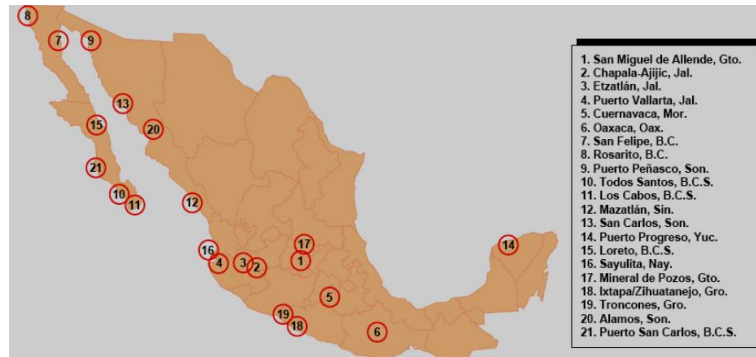 8
7
9
13
15
20
21
10
11
12
16
17
14
4
3
2
1
5
19
18
6
1. San Miguel de Allende, Gto.
2. Chapala-Ajijic, Jal.
3. Etzatlán, Jal.
4. Puerto Vallarta, Jal.
5. Cuernavaca, Mor.
6. Oaxaca, Oax.
7. San Felipe, B.C.
8. Rosarito, B.C.
9. Puerto Peñasco, Son.
10. Todos Santos, B.C.S.
11. Los Cabos, B.C.S.
12. Mazatlán, Sin.
13. San Carlos, Son.
14. Puerto Progreso, Yuc.
15. Loreto, B.C.S.
16. Sayulita, Nay.
17. Mineral de Pozos, Gto.
18. Ixtapa/Zihuatanejo, Gro.
19. Troncones, Gro.
20. Alamos, Son.
21. Puerto San Carlos, B.C.S.